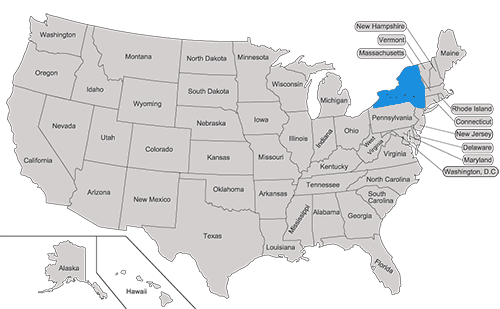 New Hampshire
Vermont
Massachusetts
Washington
Montana
North Dakota
Minnesota
Maine
Oregon
Idaho
South Dakota
Wisconsin
Michigan
Wyoming
Rhode Island
Connecticut
New Jersey
Delaware
Maryland
Washington, D.C
Nebraska
Iowa
Pennsylvania
Nevada
Utah
Colorado
Kansas
Missouri
Illinois
Indiana
Ohio
West
Virginia
Virginia
Kentucky
California
Arizona
New Mexico
Oklahoma
Arkansas
Tennessee
North Carolina
South
Carolina
Texas
Louisiana
Mississippi
Alabama
Georgia
Florida
Alaska
Hawaii